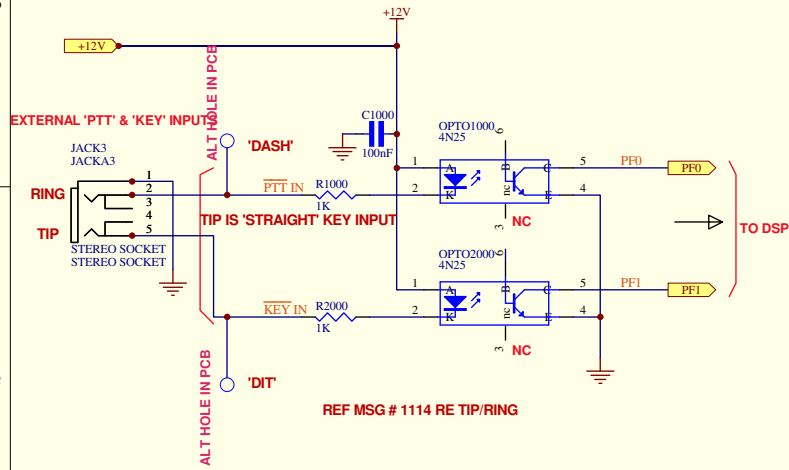 +12V
+12V
ALT HOLE IN PCB
EXTERNAL 'PTT' & 'KEY' INPUTS
C1000
100nF
'DASH'
JACK3
JACKA3
OPTO1000
4N25
6
1
2
3
4
5
RING
TIP
PTT IN
R1000
1K
1
2
A
K
B
nc
C
E
5
4
3
NC
PF0
PF0
TIP IS 'STRAIGHT' KEY INPUT
TO DSP
STEREO SOCKET
STEREO SOCKET
OPTO2000
4N25
6
KEY IN
R2000
1K
1
2
A
K
B
nc
C
E
5
4
3
NC
PF1
PF1
'DIT'
ALT HOLE IN PCB
REF MSG # 1114 RE TIP/RING